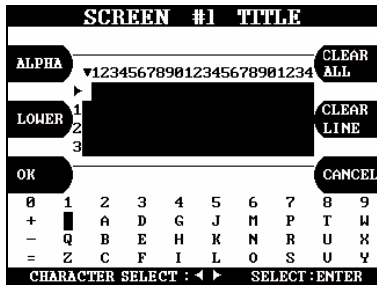 SCREEN #1 TITLE
ALPHA
CLEAR ALL
▼123456789012345678901234
►
LOWER
1
2
3
CLEAR LINE
OK
CANCEL
0 1 2 3 4 5 6 7 8 9
+ A D G J M P T W
- Q B E H K N R U X
= Z C F I L O S V Y
CHARACTER SELECT : ◄ ► SELECT:ENTER